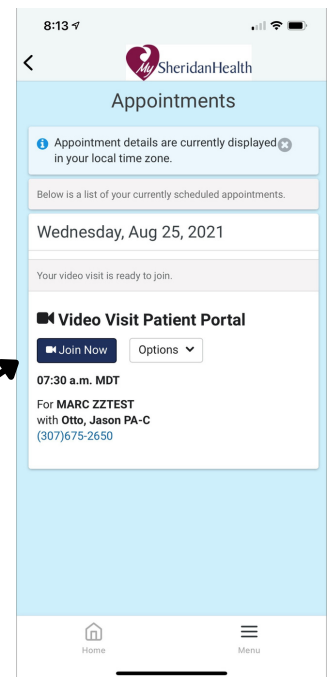 8:13
My SheridanHealth
Appointments
Appointment details are currently displayed
in your local time zone.
Below is a list of your currently scheduled appointments.
Wednesday, Aug 25, 2021
Your video visit is ready to join.
Video Visit Patient Portal
Join Now Options
07:30 a.m. MDT
For MARC ZZTEST
with Otto, Jason PA-C
(307)675-2650
Home Menu